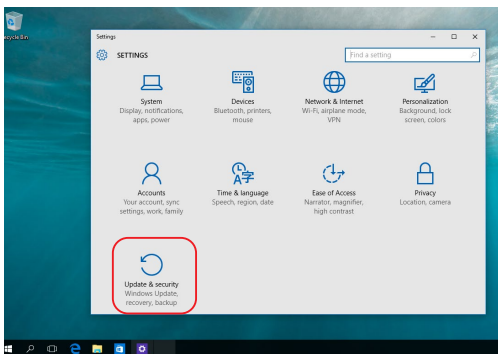 ecycle Bin
Settings
SETTINGS
Find a setting
System
Display, notifications,
apps, power
Devices
Bluetooth, printers,
mouse
Network & Internet
Wi-Fi, airplane mode,
VPN
Personalization
Background, lock
screen, colors
Accounts
Your account, sync
settings, work, family
Time & language
Speech, region, date
Ease of Access
Narrator, magnifier,
high contrast
Privacy
Location, camera
Update & security
Windows Update,
recovery, backup